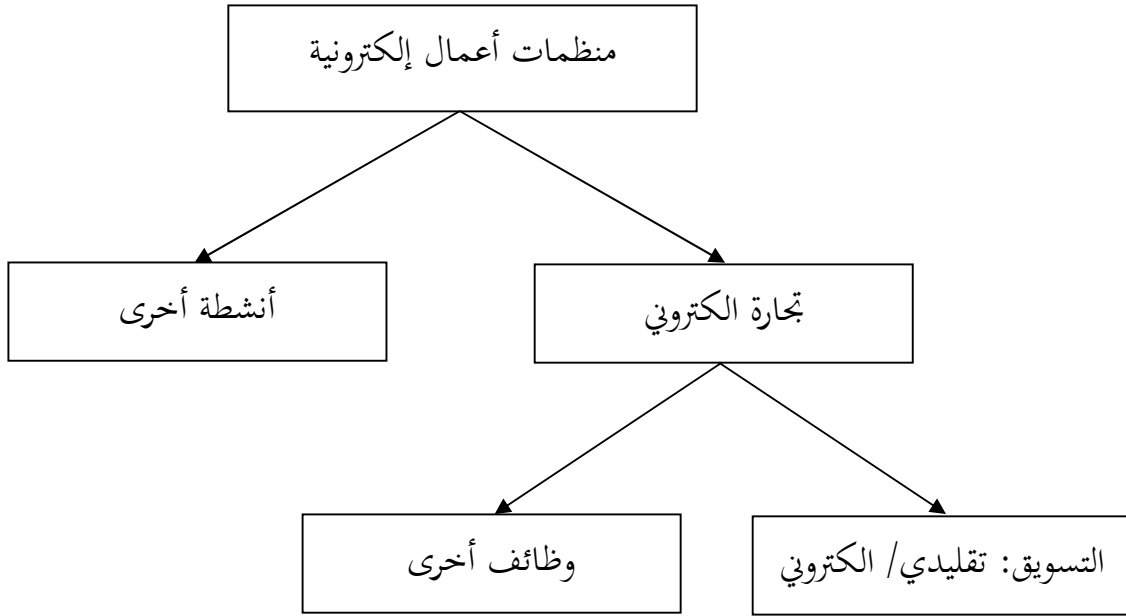 منظمات أعمال إلكترونية
تجارة الكتروني
أنشطة أخرى
التسويق: تقليدي/ الكتروني
وظائف أخرى